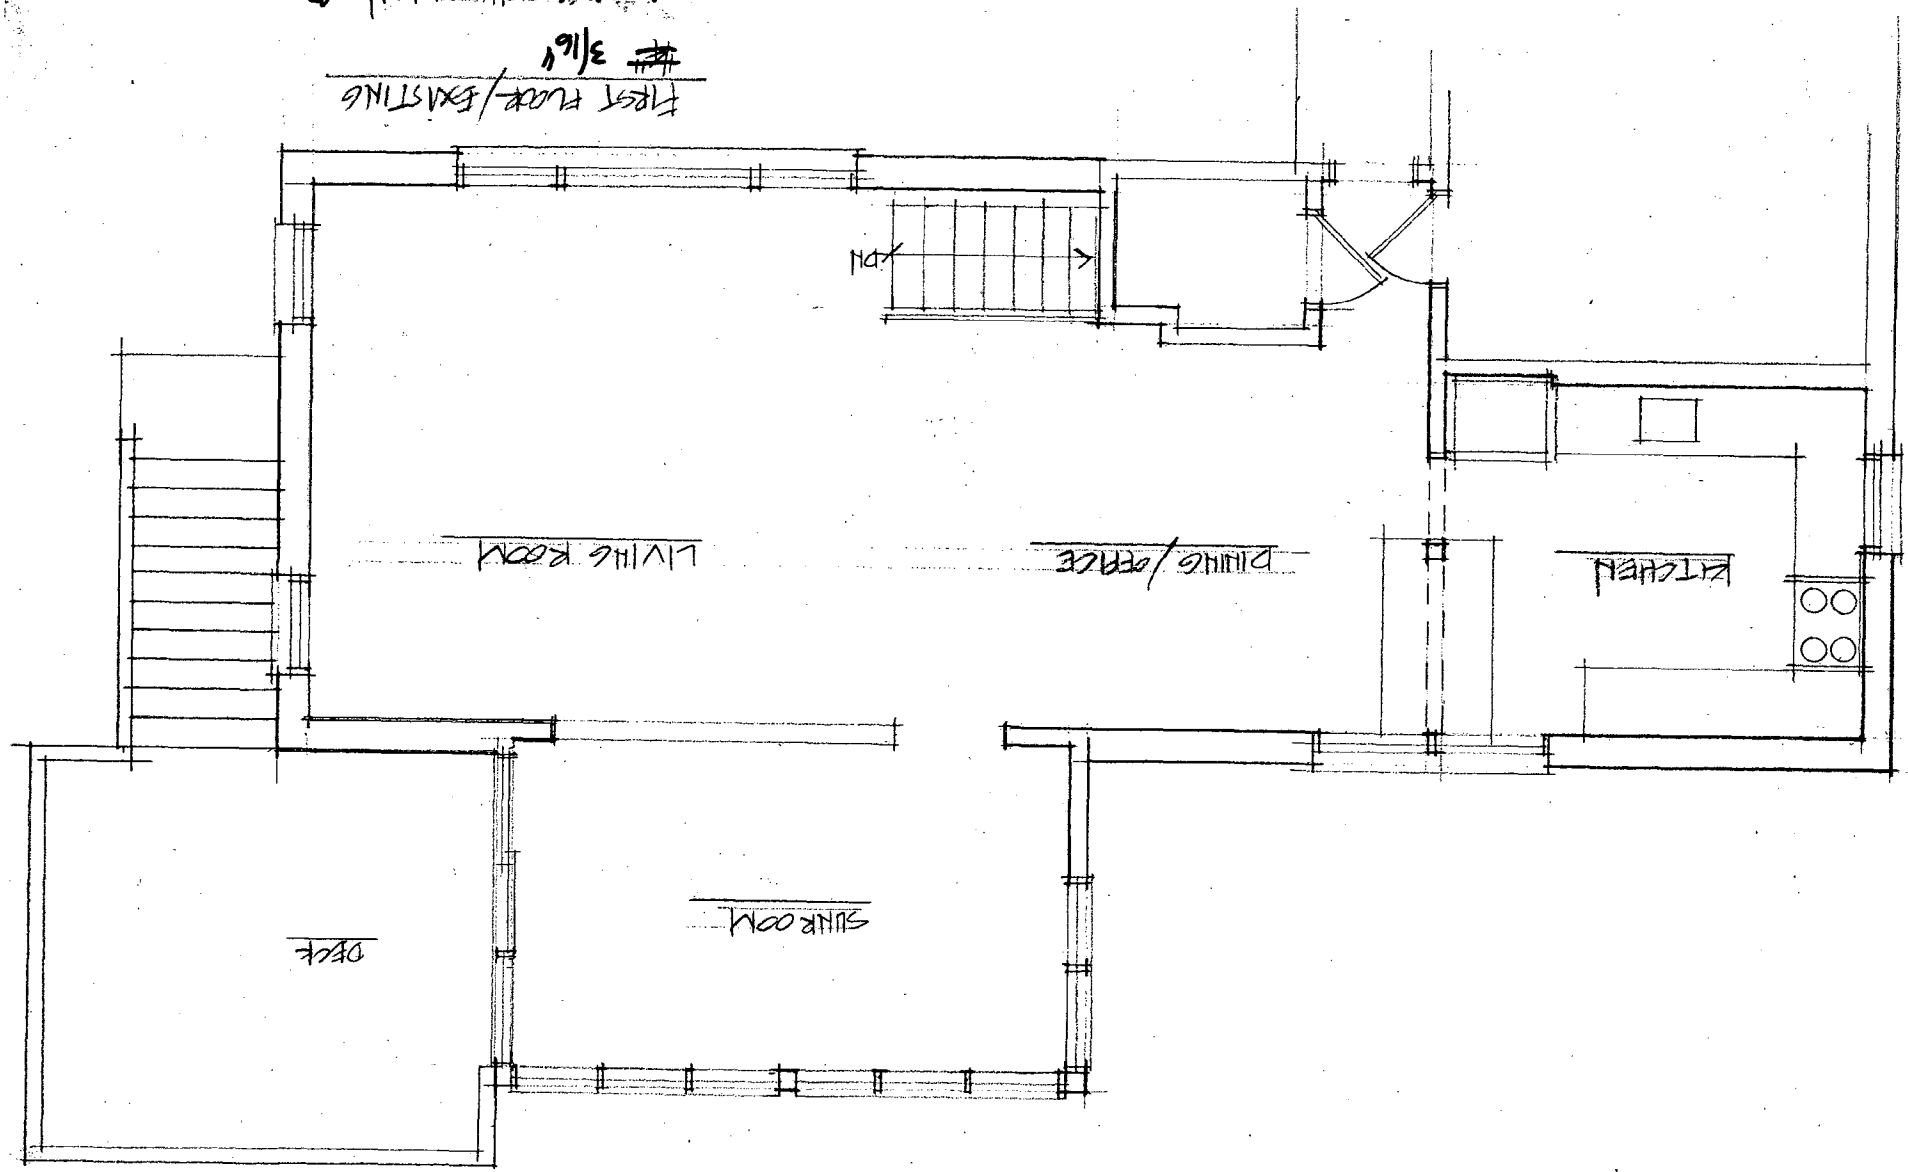 DECK
SUNROOM
KITCHEN
DINING/OFFICE
LIVING ROOM
DN
FIRST FLOOR/EXISTING
3/16"